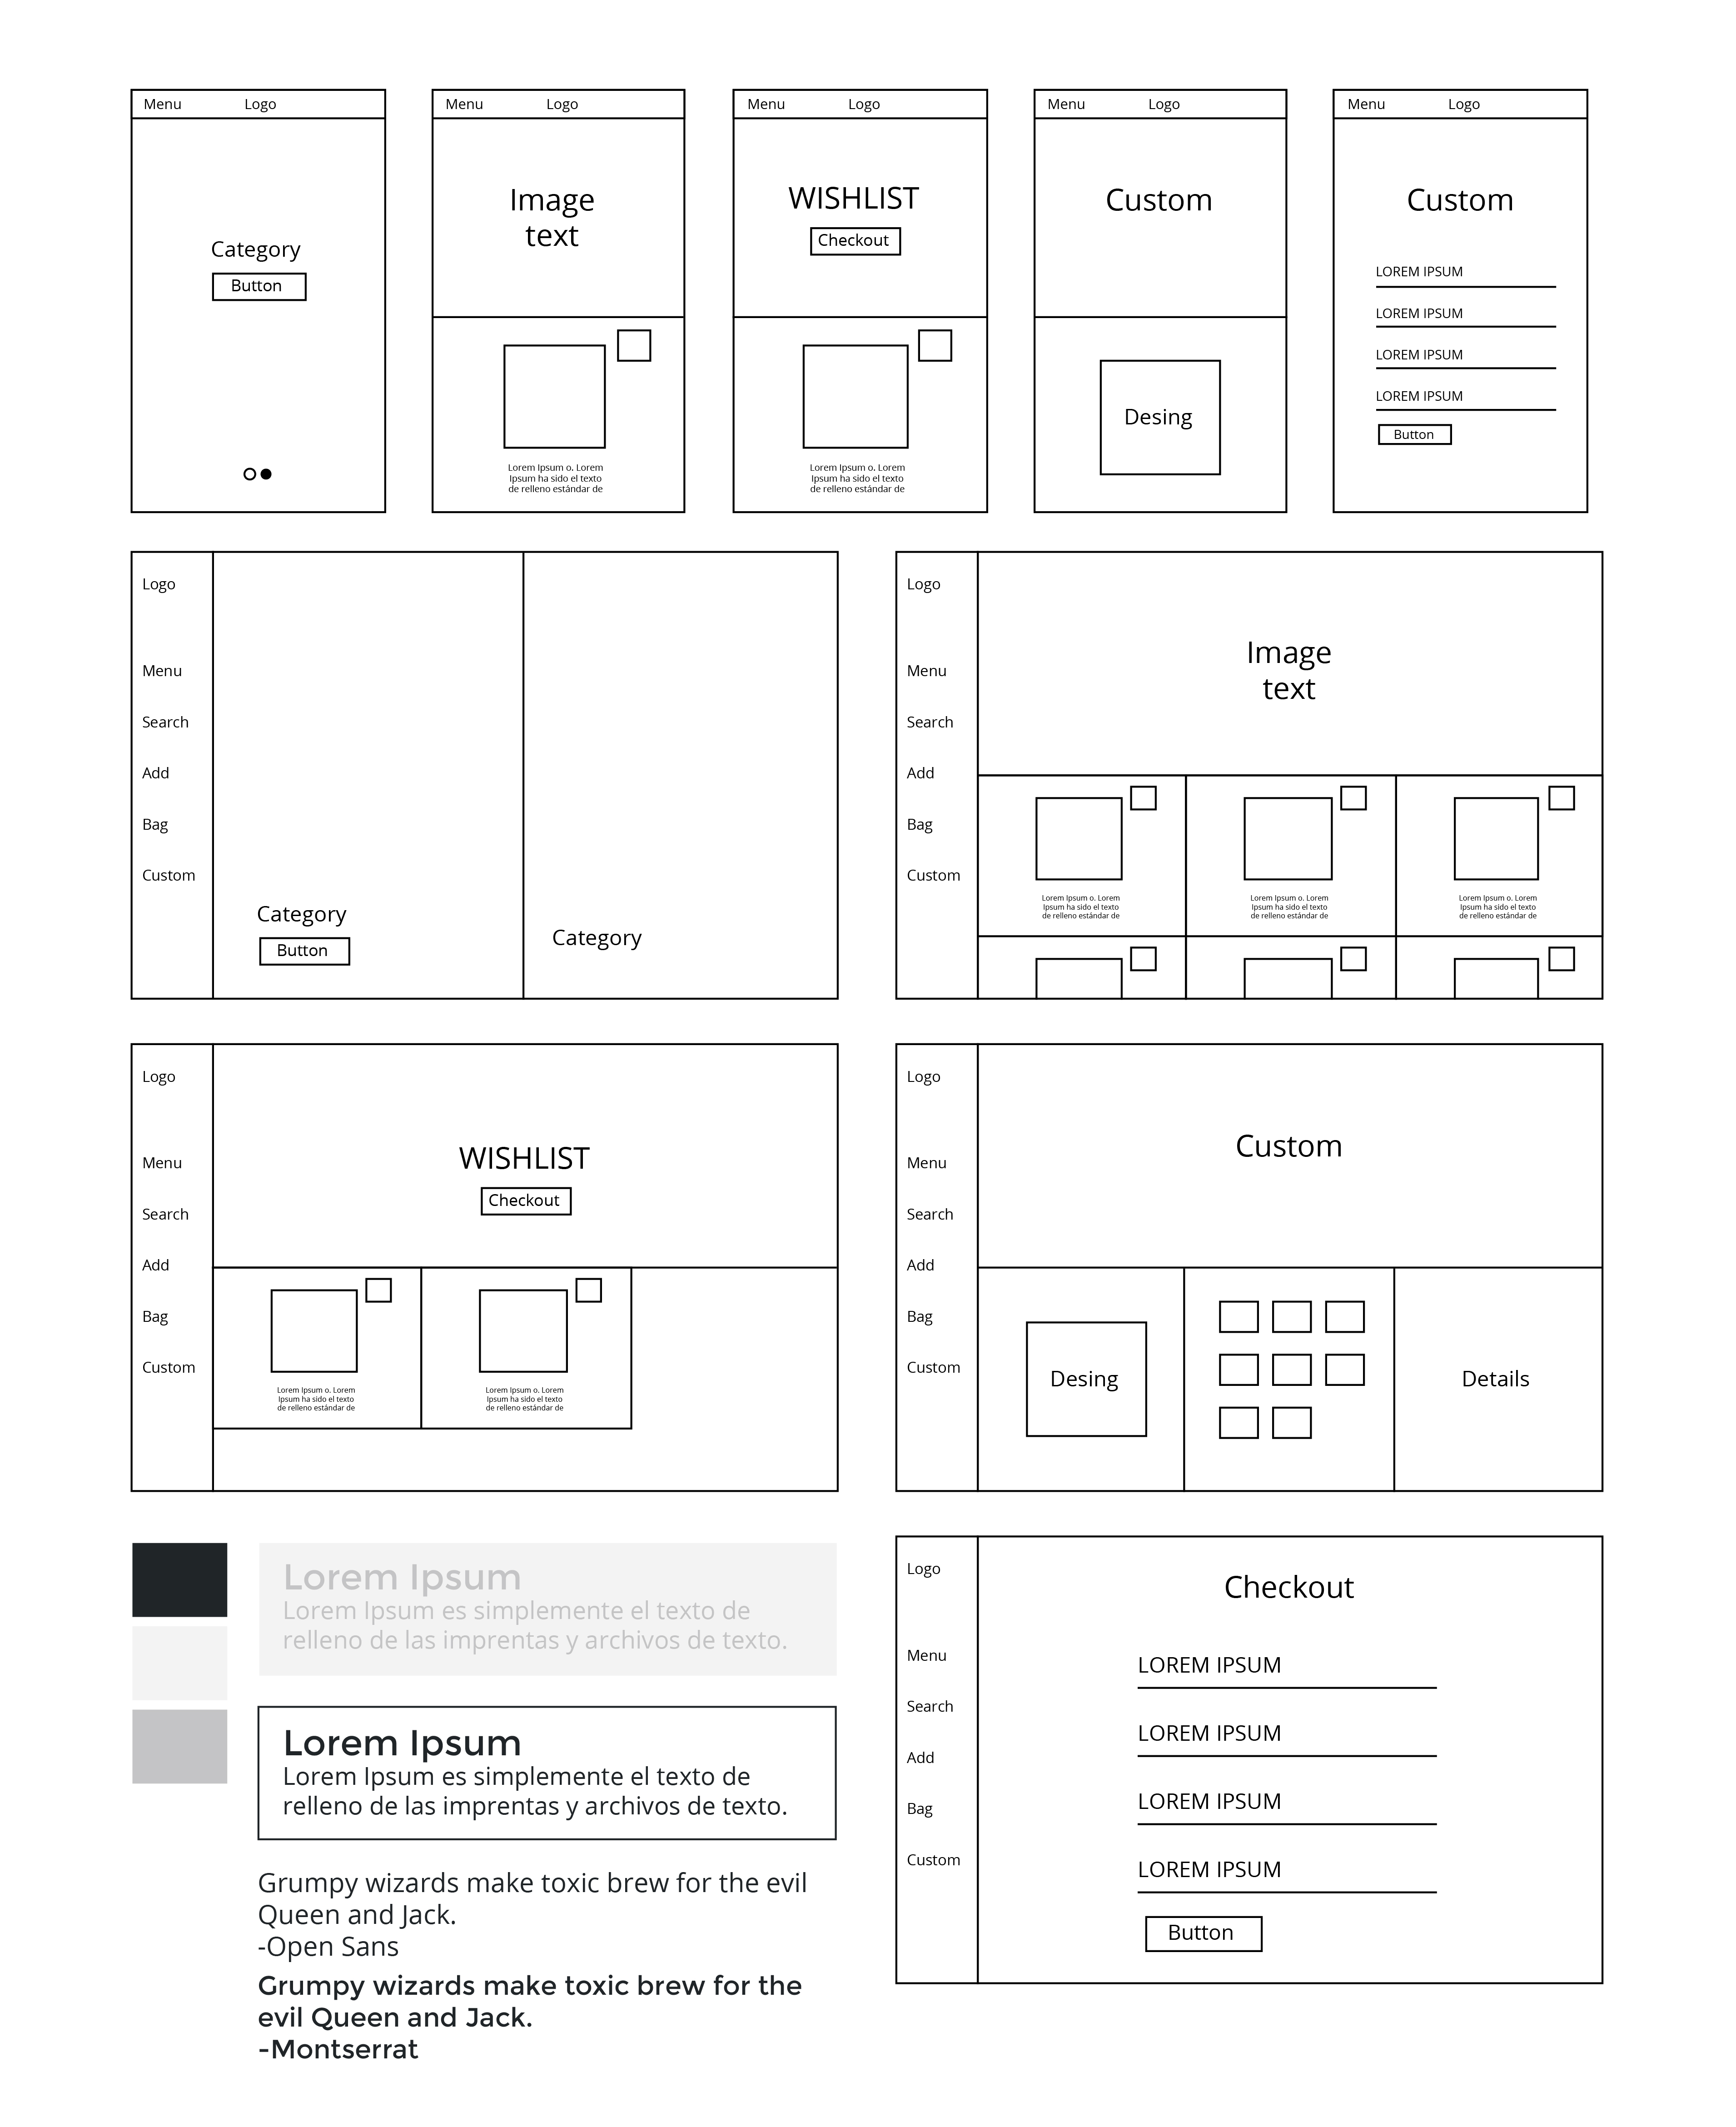 Menu Logo
Category
Button
Menu Logo
Image
text
Lorem Ipsum o. Lorem
Ipsum ha sido el texto
de relleno estándar de
Menu Logo
WISHLIST
Checkout
Lorem Ipsum o. Lorem
Ipsum ha sido el texto
de relleno estándar de
Menu Logo
Custom
Desing
Menu Logo
Custom
LOREM IPSUM
LOREM IPSUM
LOREM IPSUM
LOREM IPSUM
Button
Logo
Menu
Search
Add
Bag
Custom
Category
Button
Category
Logo
Menu
Search
Add
Bag
Custom
Image
text
Lorem Ipsum o. Lorem
Ipsum ha sido el texto
de relleno estándar de
Lorem Ipsum o. Lorem
Ipsum ha sido el texto
de relleno estándar de
Lorem Ipsum o. Lorem
Ipsum ha sido el texto
de relleno estándar de
Logo
Menu
Search
Add
Bag
Custom
WISHLIST
Checkout
Lorem Ipsum o. Lorem
Ipsum ha sido el texto
de relleno estándar de
Lorem Ipsum o. Lorem
Ipsum ha sido el texto
de relleno estándar de
Logo
Menu
Search
Add
Bag
Custom
Custom
Desing
Details
Lorem Ipsum
Lorem Ipsum es simplemente el texto de
relleno de las imprentas y archivos de texto.
Lorem Ipsum
Lorem Ipsum es simplemente el texto de
relleno de las imprentas y archivos de texto.
Grumpy wizards make toxic brew for the evil
Queen and Jack.
-Open Sans
Grumpy wizards make toxic brew for the
evil Queen and Jack.
-Montserrat
Logo
Menu
Search
Add
Bag
Custom
Checkout
LOREM IPSUM
LOREM IPSUM
LOREM IPSUM
LOREM IPSUM
Button